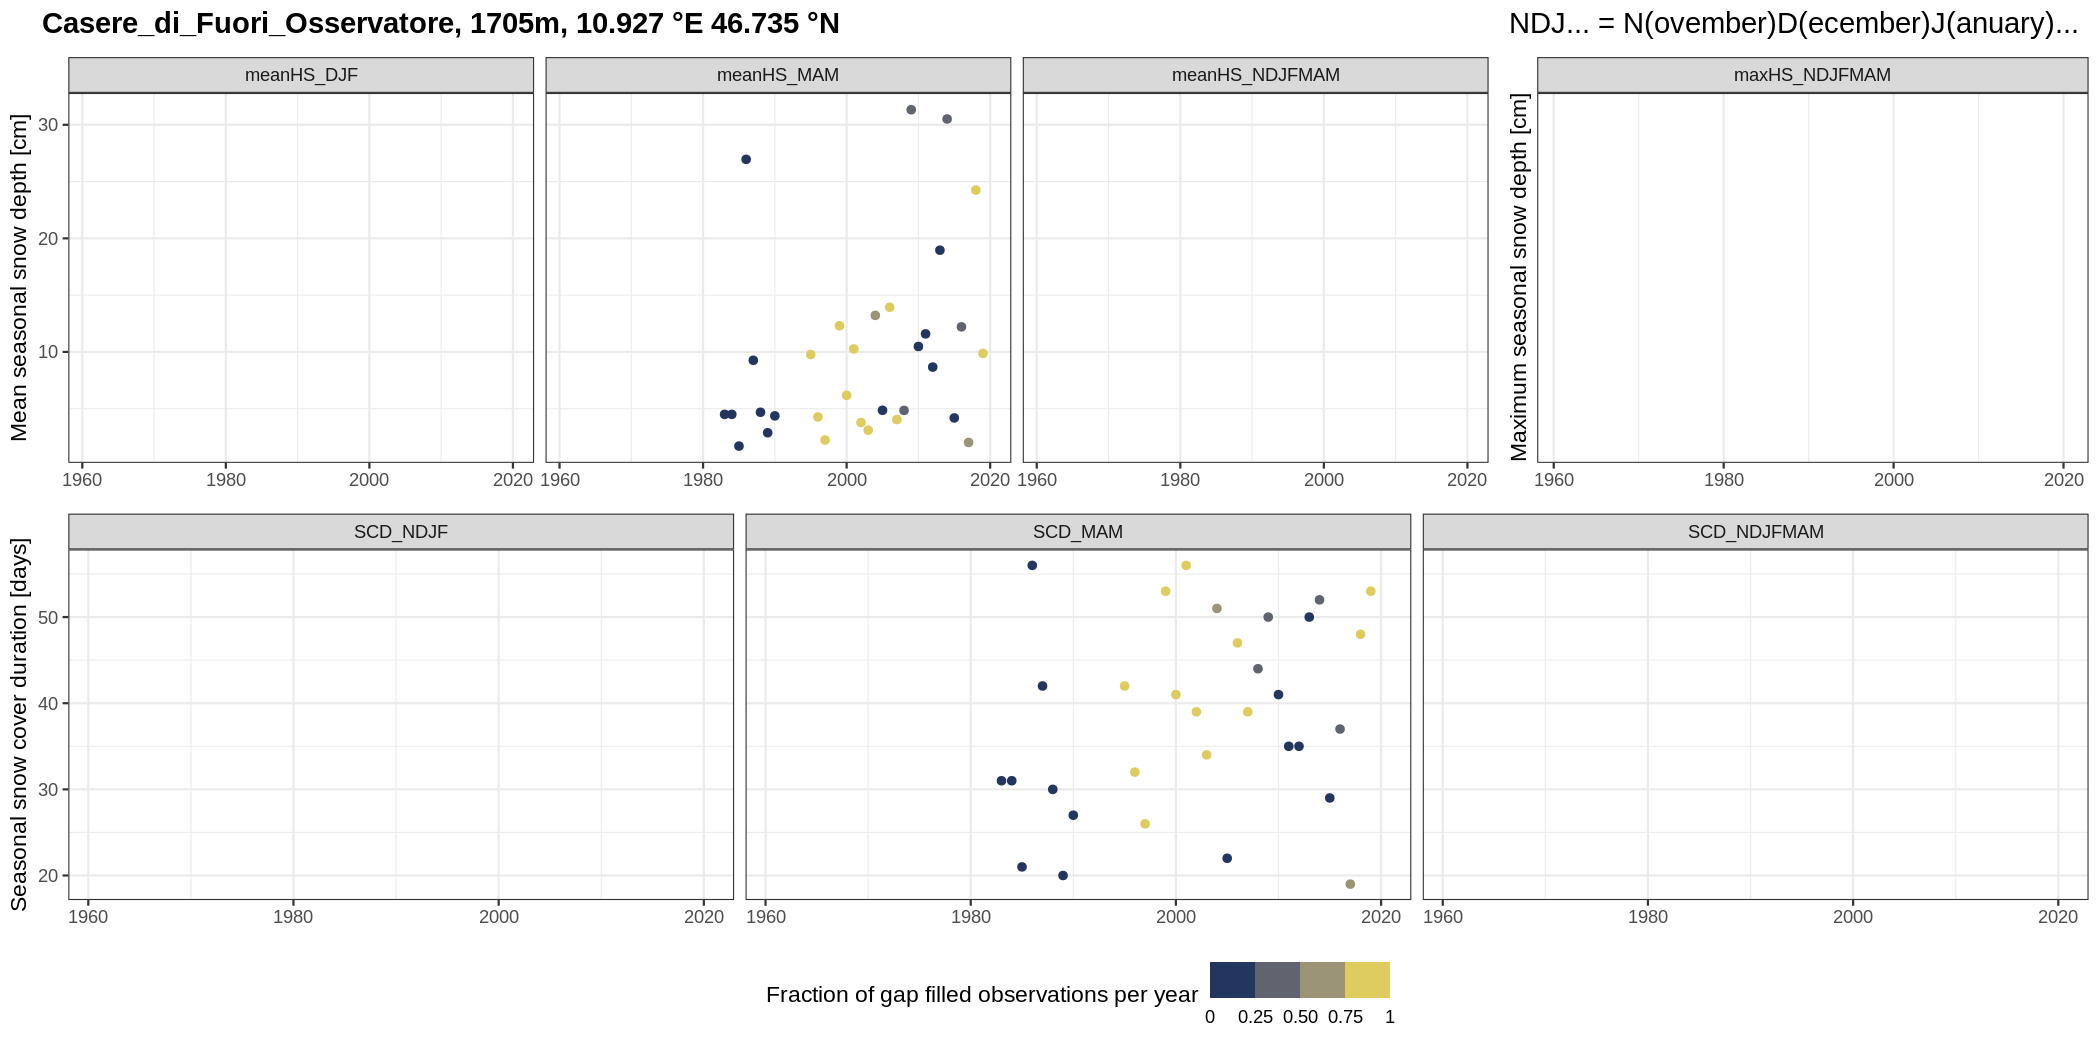 Casere_di_Fuori_Osservatore, 1705m, 10.927 °E 46.735 °N
NDJ... = N(ovember)D(ecember)J(anuary)...
meanHS_DJF
meanHS_MAM
meanHS_NDJFMAM
maxHS_NDJFMAM
Mean seasonal snow depth [cm]
30
20
10
Maximum seasonal snow depth [cm]
1960 1980 2000 2020
1960 1980 2000 2020
1960 1980 2000 2020
1960 1980 2000 2020
SCD_NDJF
SCD_MAM
SCD_NDJFMAM
Seasonal snow cover duration [days]
50
40
30
20
1960 1980 2000 2020
1960 1980 2000 2020
1960 1980 2000 2020
Fraction of gap filled observations per year
0 0.25 0.50 0.75 1